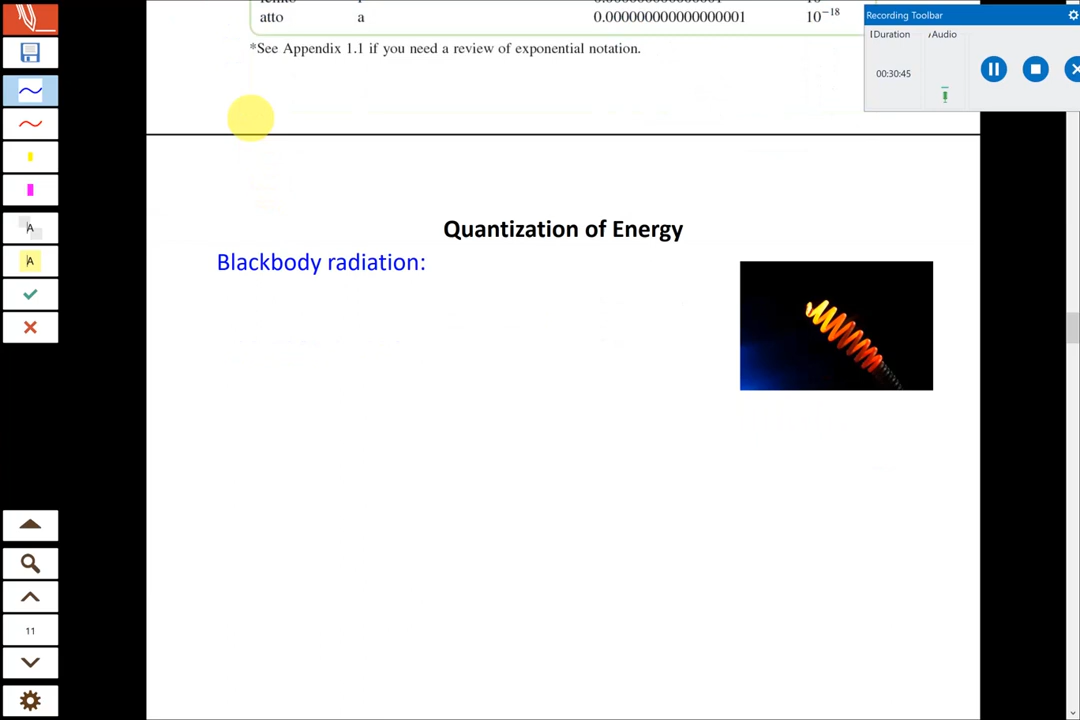 atto a 0.000000000000000001 10−18
*See Appendix 1.1 if you need a review of exponential notation.
Recording Toolbar
Duration
Audio
00:30:45
Quantization of Energy
Blackbody radiation:
A
A
11